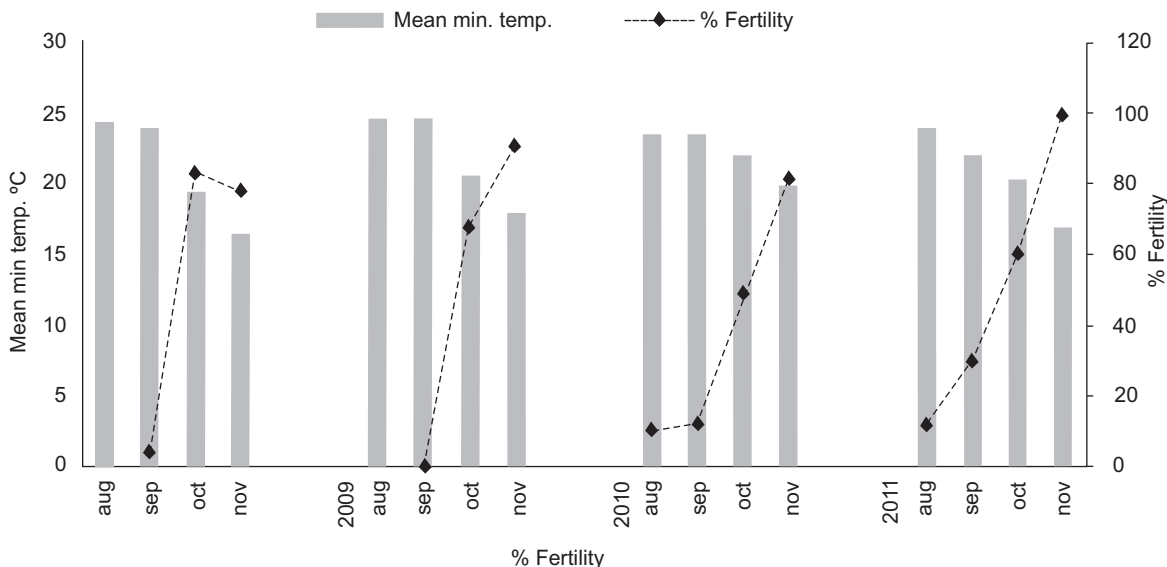 Mean min. temp.
% Fertility
30
25
20
15
10
5
0
Mean min temp. ºC
120
100
80
60
40
20
0
% Fertility
aug
sep
oct
nov
2009
aug
sep
oct
nov
2010
aug
sep
oct
nov
2011
aug
sep
oct
nov
% Fertility